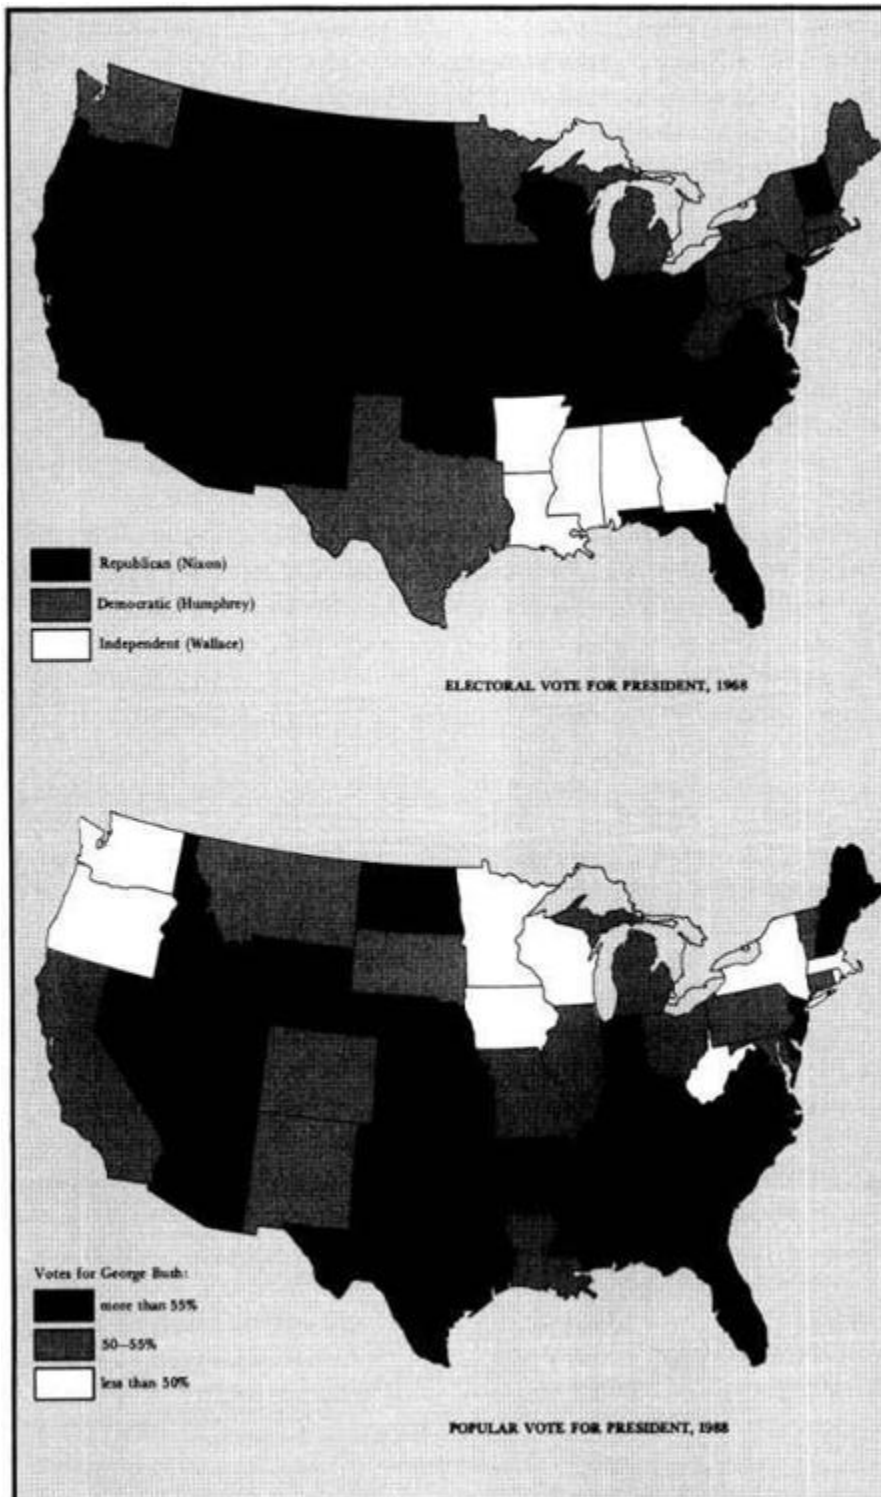 Republican (Nixon)
Democratic (Humphrey)
Independent (Wallace)
ELECTORAL VOTE FOR PRESIDENT, 1968
Votes for George Bush:
more than 55%
50–55%
less than 50%
POPULAR VOTE FOR PRESIDENT, 1988